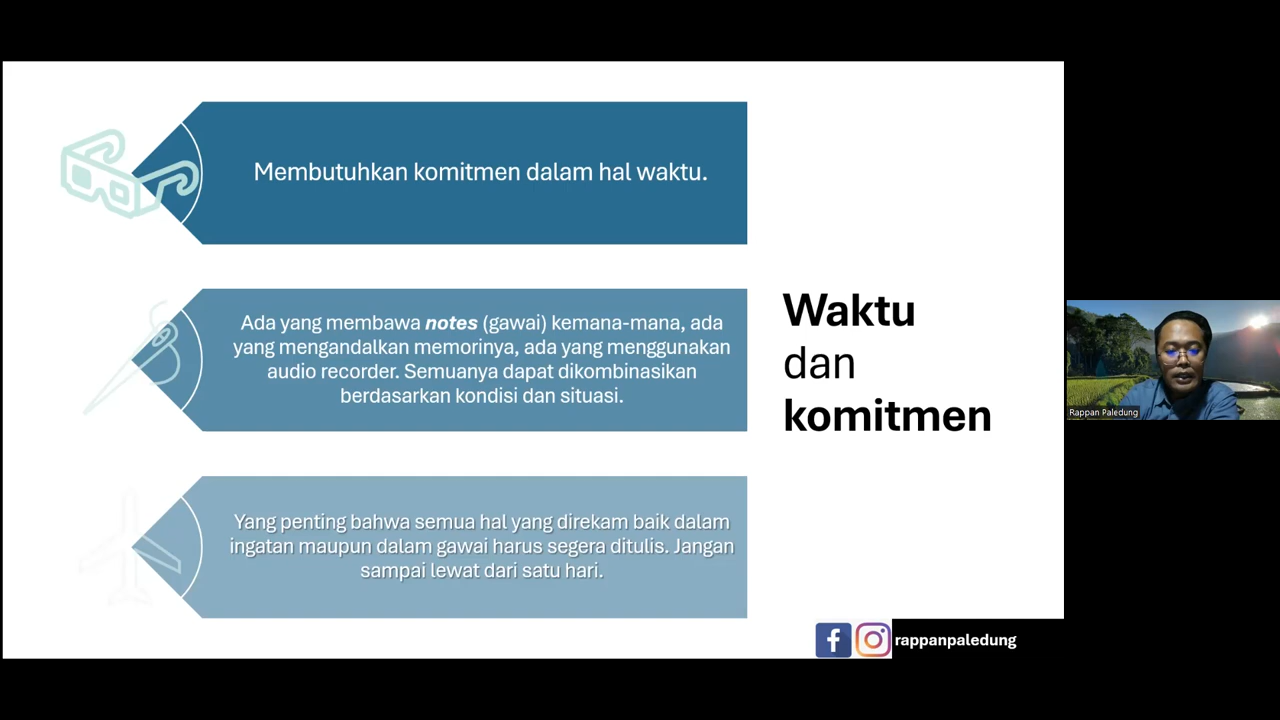 Membutuhkan komitmen dalam hal waktu.
Ada yang membawa notes (gawai) kemana-mana, ada
yang mengandalkan memorinya, ada yang menggunakan
audio recorder. Semuanya dapat dikombinasikan
berdasarkan kondisi dan situasi.
Yang penting bahwa semua hal yang direkam baik dalam
ingatan maupun dalam gawai harus segera ditulis. Jangan
sampai lewat dari satu hari.
Waktu
dan
komitmen
Rappan Paledung
rappanpaledung